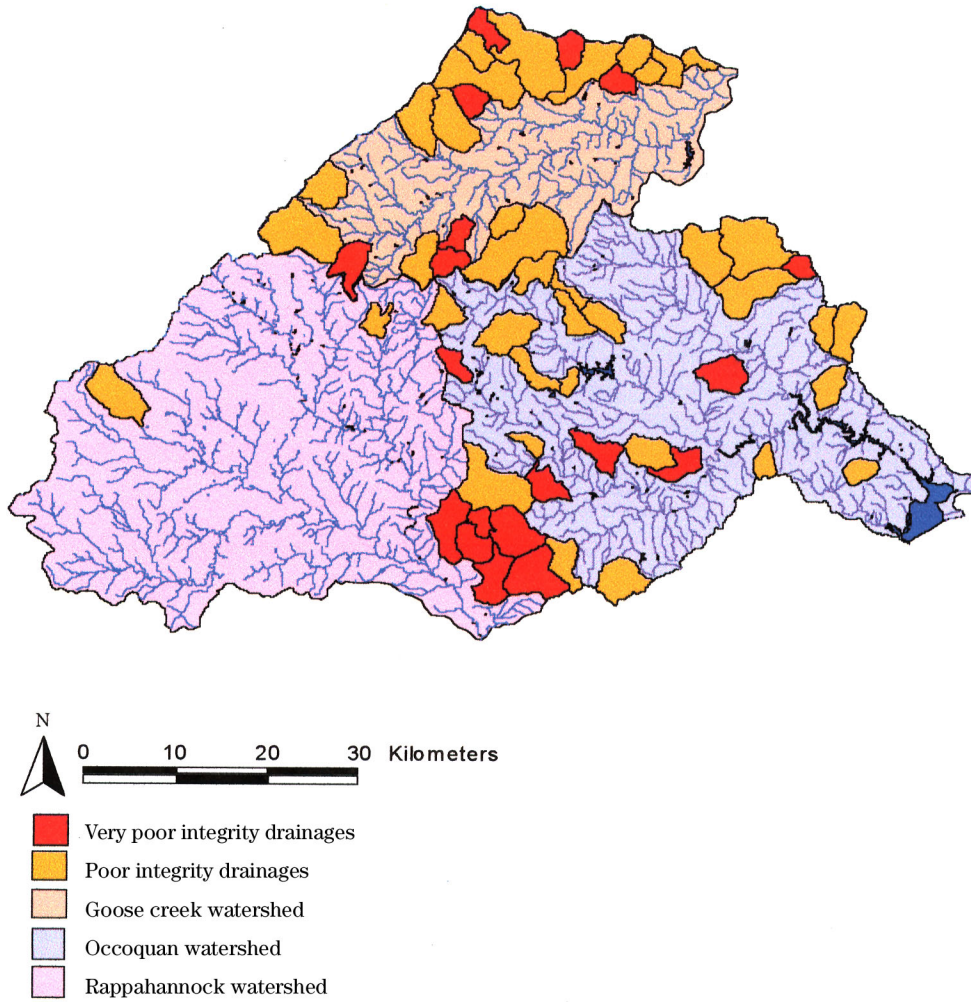 N
0 10 20 30 Kilometers
Very poor integrity drainages
Poor integrity drainages
Goose creek watershed
Occoquan watershed
Rappahannock watershed